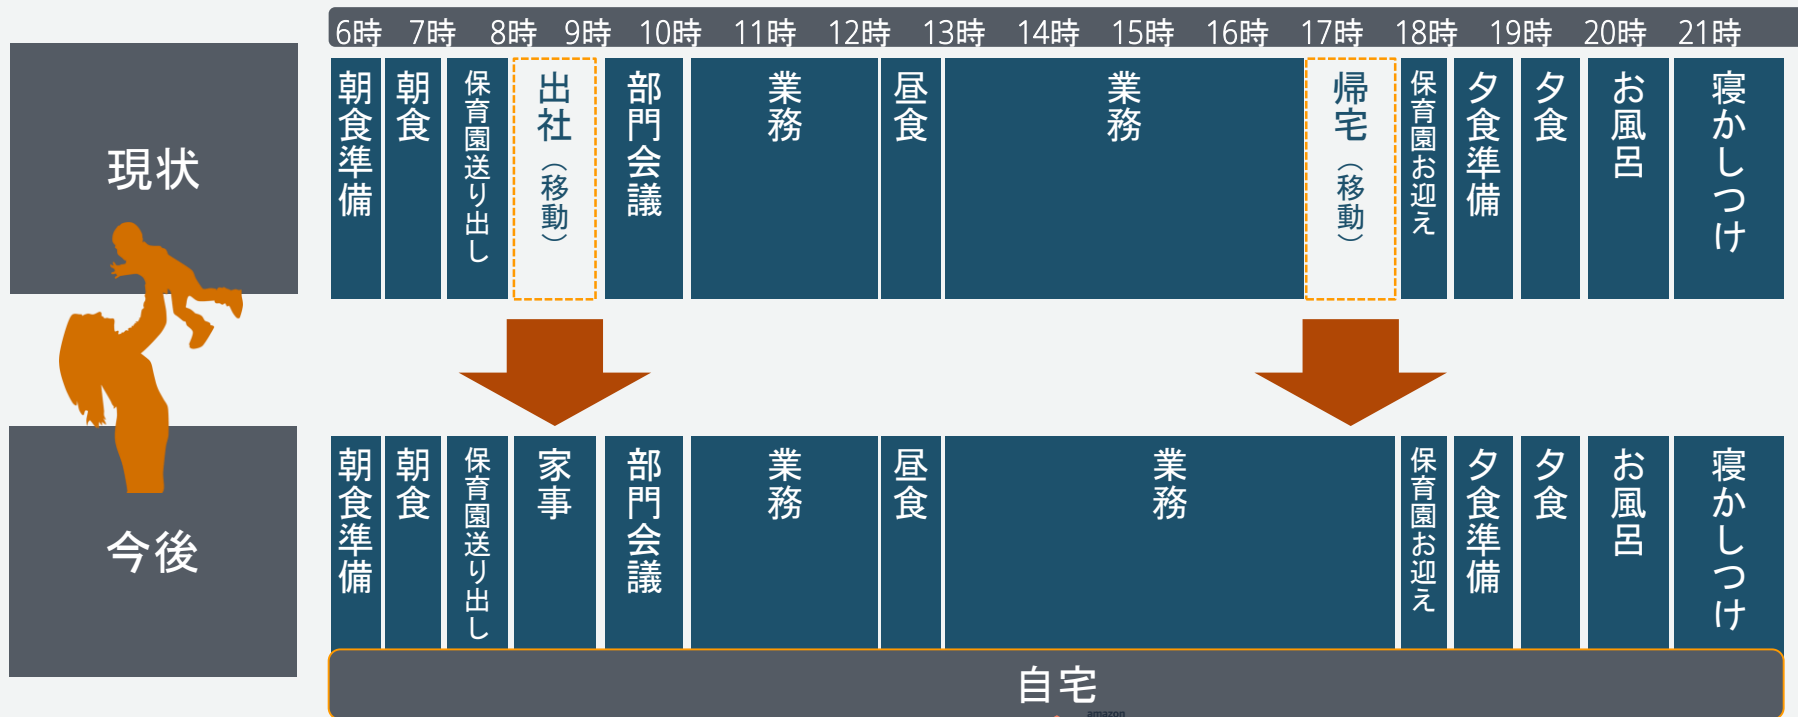 6時 7時 8時 9時 10時 11時 12時 13時 14時 15時 16時 17時 18時 19時 20時 21時
現状
朝食準備
朝食
保育園送り出し
出社（移動）
部門会議
業務
昼食
業務
帰宅（移動）
保育園お迎え
夕食準備
夕食
お風呂
寝かしつけ
今後
朝食準備
朝食
保育園送り出し
家事
部門会議
業務
昼食
業務
保育園お迎え
夕食準備
夕食
お風呂
寝かしつけ
自宅
amazon